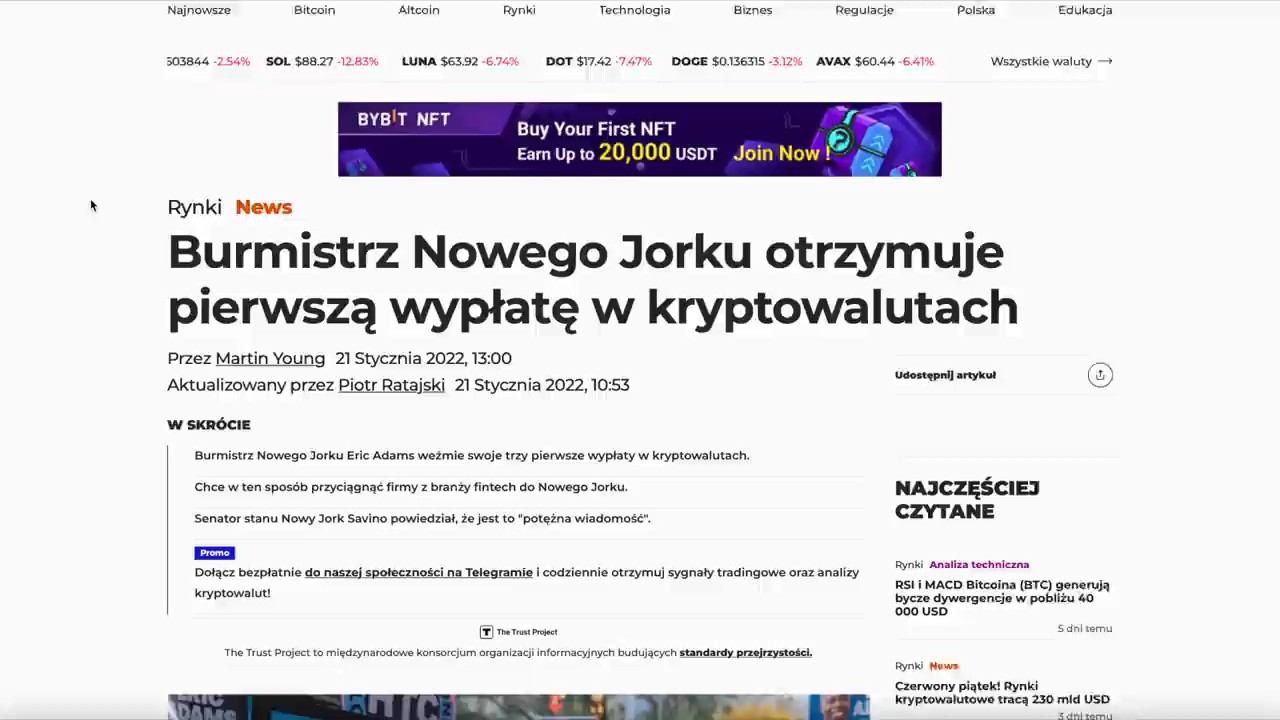 Najnowsze Bitcoin Altcoin Rynki Technologia Biznes Regulacje Polska Edukacja
603844 -2.54% SOL $88.27 -12.83% LUNA $63.92 -6.74% DOT $17.42 -7.47% DOGE $0.136315 -3.12% AVAX $60.44 -6.41% Wszystkie waluty →
BYBIT NFT
Buy Your First NFT
Earn Up to 20,000 USDT Join Now !
Rynki News
Burmistrz Nowego Jorku otrzymuje
pierwszą wypłatę w kryptowalutach
Przez Martin Young 21 Stycznia 2022, 13:00
Aktualizowany przez Piotr Ratajski 21 Stycznia 2022, 10:53
Udostępnij artykuł
W SKRÓCIE
Burmistrz Nowego Jorku Eric Adams weźmie swoje trzy pierwsze wypłaty w kryptowalutach.
Chce w ten sposób przyciągnąć firmy z branży fintech do Nowego Jorku.
Senator stanu Nowy Jork Savino powiedział, że jest to "potężna wiadomość".
Promo
Dołącz bezpłatnie do naszej społeczności na Telegramie i codziennie otrzymuj sygnały tradingowe oraz analizy
kryptowalut!
The Trust Project
The Trust Project to międzynarodowe konsorcjum organizacji informacyjnych budujących standardy przejrzystości.
NAJCZĘŚCIEJ
CZYTANE
Rynki Analiza techniczna
RSI i MACD Bitcoina (BTC) generują
bycze dywergencje w pobliżu 40
000 USD
5 dni temu
Rynki News
Czerwony piątek! Rynki
kryptowalutowe tracą 230 mld USD
3 dni temu
ADAMS